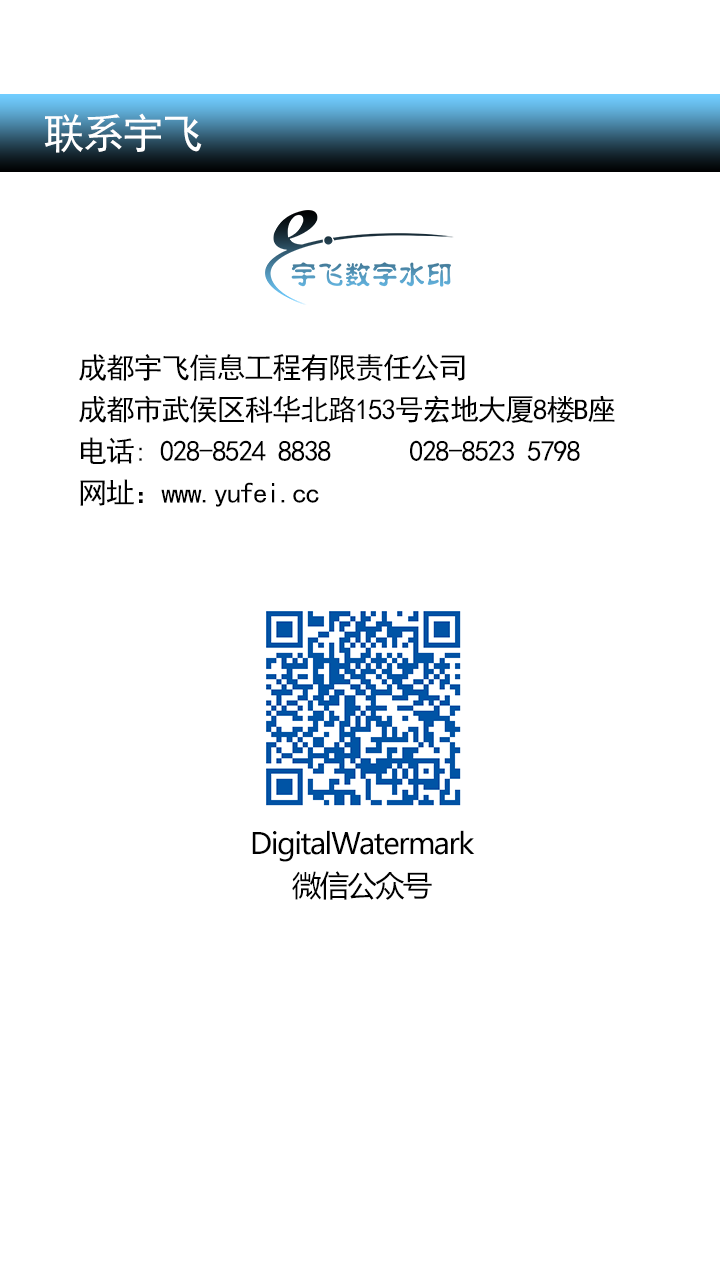 联系宇飞
宇飞数字水印
成都宇飞信息工程有限责任公司
成都市武侯区科华北路153号宏地大厦8楼B座
电话: 028-8524 8838 028-8523 5798
网址：www.yufei.cc
DigitalWatermark
微信公众号